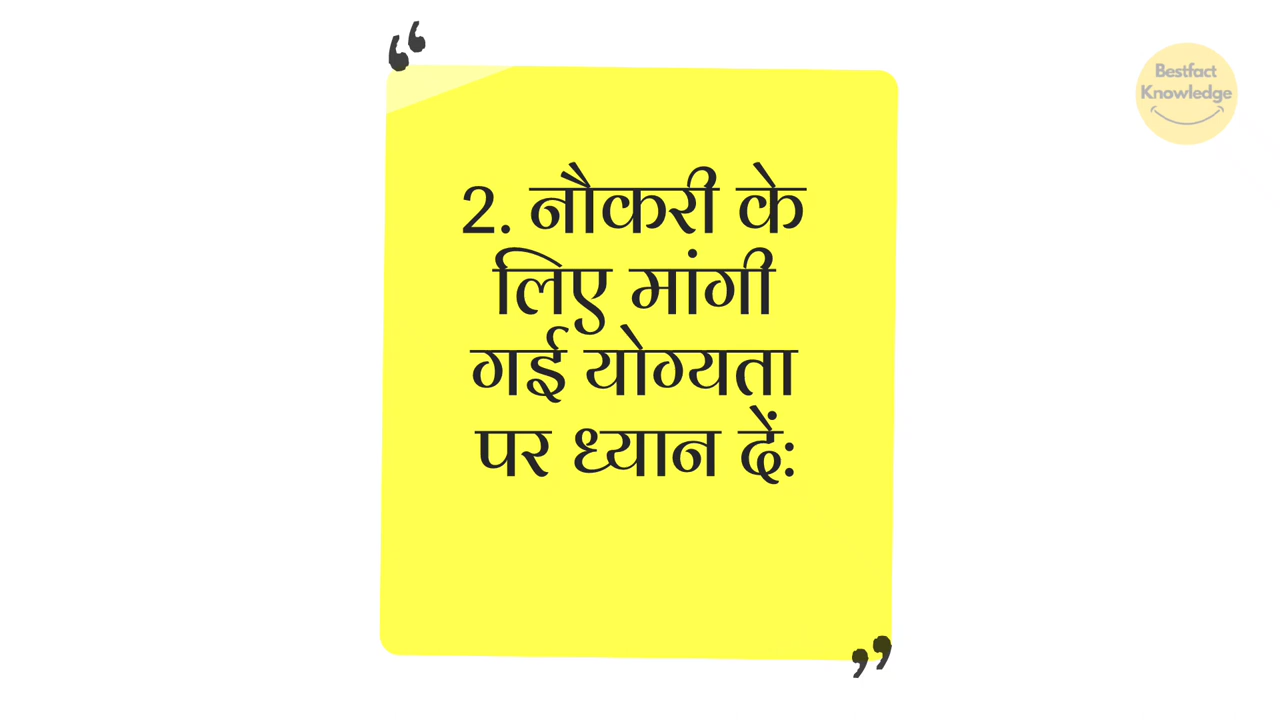 Bestfact
Knowledge
2. नौकरी के
लिए मांगी
गई योग्यता
पर ध्यान दें: